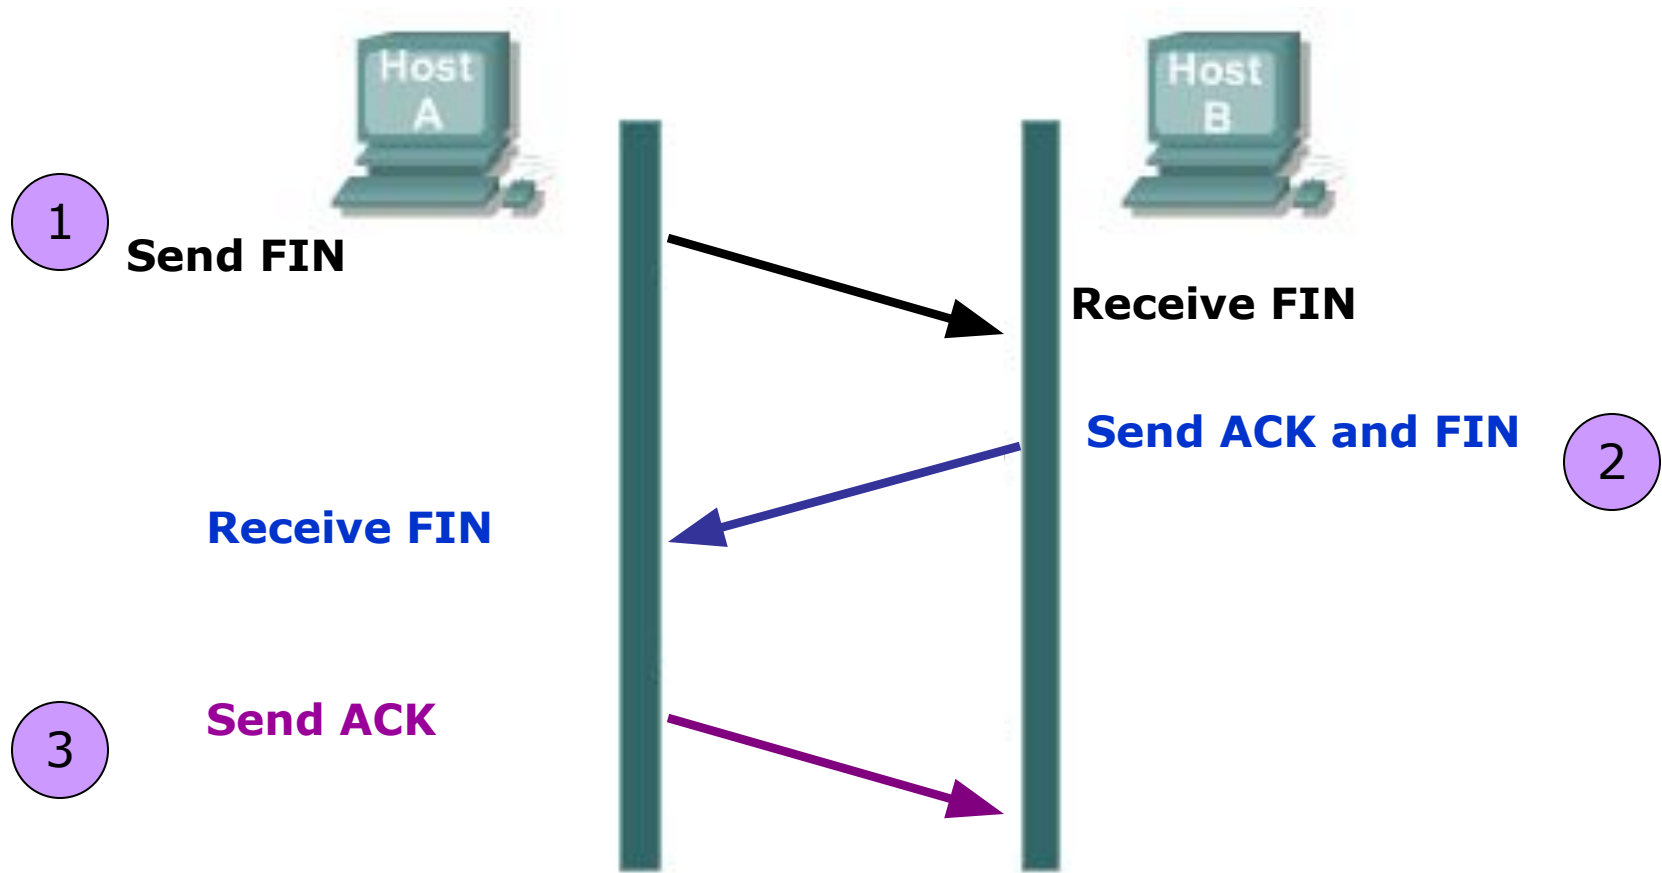 Host
A
Host
B
1
Send FIN
Receive FIN
Send ACK and FIN
2
Receive FIN
Send ACK
3